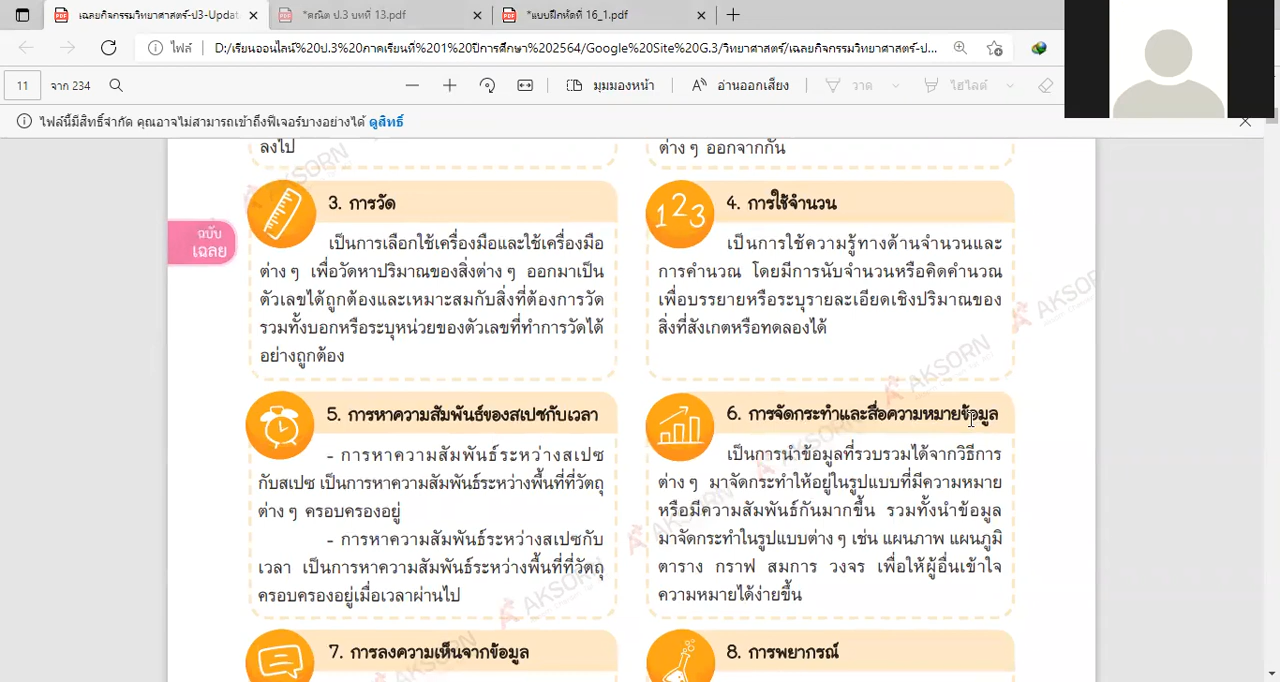 เฉลยกิจกรรมวิทยาศาสตร์-ป3-Updat
*คณิต ป.3 บทที่ 13.pdf
*แบบฝึกหัดที่ 16_1.pdf
ไฟล์
D:/เรียนออนไลน์%20ป.3%20ภาคเรียนที่%201%20ปีการศึกษา%202564/Google%20Site%20G.3/วิทยาศาสตร์/เฉลยกิจกรรมวิทยาศาสตร์-ป...
11
จาก 234
มุมมองหน้า
อ่านออกเสียง
วาด
ไฮไลต์
ไฟล์นี้มีสิทธิ์จำกัด คุณอาจไม่สามารถเข้าถึงฟีเจอร์บางอย่างได้ ดูสิทธิ์
ลงไป
ต่าง ๆ ออกจากกัน
ฉบับ
เฉลย
3. การวัด
เป็นการเลือกใช้เครื่องมือและใช้เครื่องมือ
ต่าง ๆ เพื่อวัดหาปริมาณของสิ่งต่าง ๆ ออกมาเป็น
ตัวเลขได้ถูกต้องและเหมาะสมกับสิ่งที่ต้องการวัด
รวมทั้งบอกหรือระบุหน่วยของตัวเลขที่ทำการวัดได้
อย่างถูกต้อง
123
4. การใช้จำนวน
เป็นการใช้ความรู้ทางด้านจำนวนและ
การคำนวณ โดยมีการนับจำนวนหรือคิดคำนวณ
เพื่อบรรยายหรือระบุรายละเอียดเชิงปริมาณของ
สิ่งที่สังเกตหรือทดลองได้
5. การหาความสัมพันธ์ของสเปซกับเวลา
- การหาความสัมพันธ์ระหว่างสเปซ
กับสเปซ เป็นการหาความสัมพันธ์ระหว่างพื้นที่ที่วัตถุ
ต่าง ๆ ครอบครองอยู่
- การหาความสัมพันธ์ระหว่างสเปซกับ
เวลา เป็นการหาความสัมพันธ์ระหว่างพื้นที่ที่วัตถุ
ครอบครองอยู่เมื่อเวลาผ่านไป
6. การจัดกระทำและสื่อความหมายข้อมูล
เป็นการนำข้อมูลที่รวบรวมได้จากวิธีการ
ต่าง ๆ มาจัดกระทำให้อยู่ในรูปแบบที่มีความหมาย
หรือมีความสัมพันธ์กันมากขึ้น รวมทั้งนำข้อมูล
มาจัดกระทำในรูปแบบต่าง ๆ เช่น แผนภาพ แผนภูมิ
ตาราง กราฟ สมการ วงจร เพื่อให้ผู้อื่นเข้าใจ
ความหมายได้ง่ายขึ้น
7. การลงความเห็นจากข้อมูล
8. การพยากรณ์
AKSORN
AKSORN
AKSORN
AKSORN